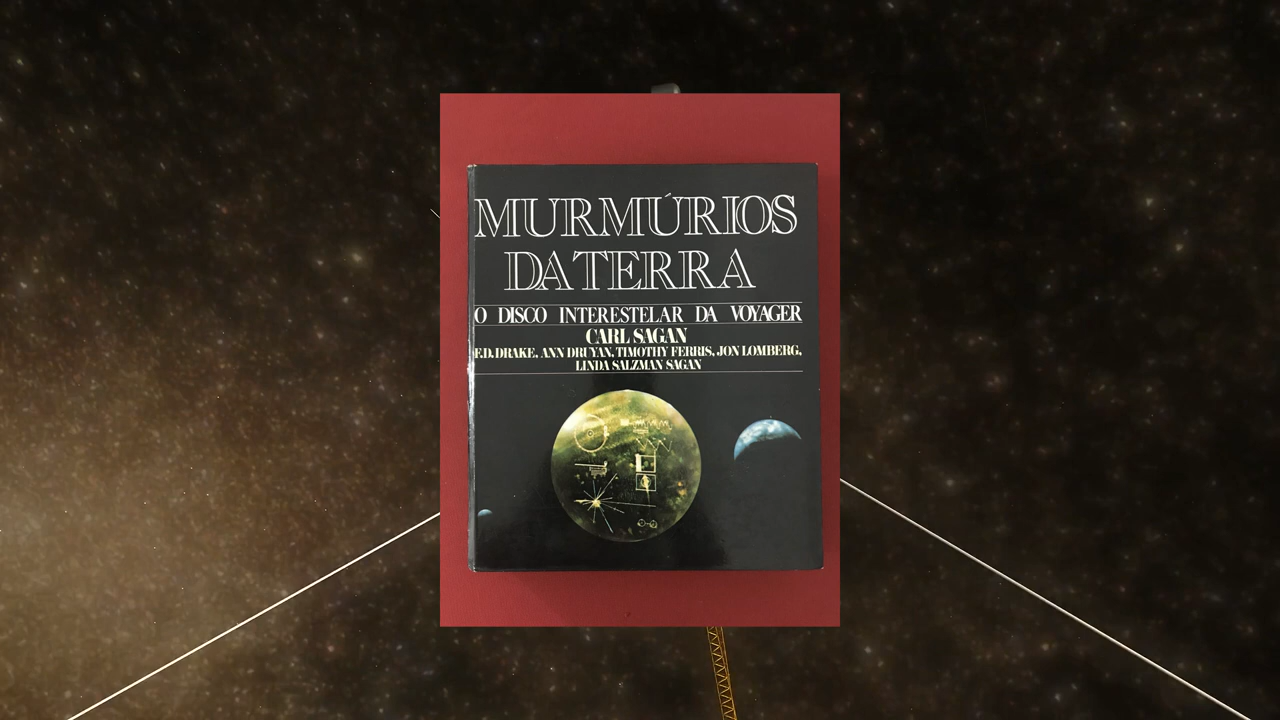 MURMÚRIOS
DA TERRA
O DISCO INTERESTELAR DA VOYAGER
CARL SAGAN
F.D. DRAKE, ANN DRUYAN, TIMOTHY FERRIS, JON LOMBERG,
LINDA SALZMAN SAGAN